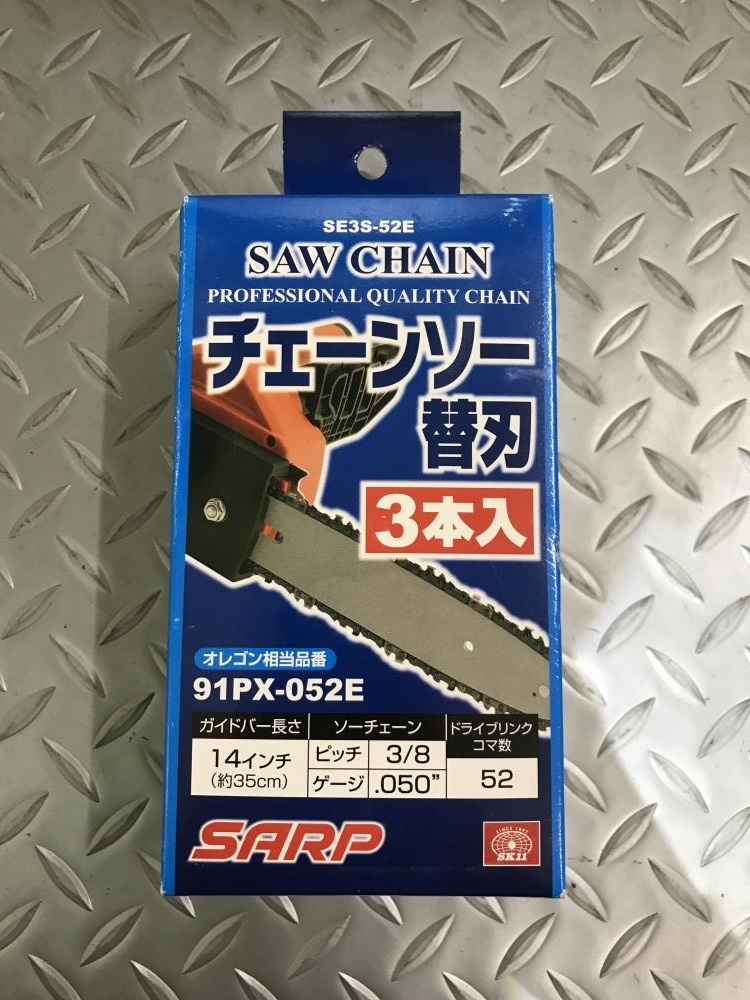 SE3S-52E
SAW CHAIN
PROFESSIONAL QUALITY CHAIN
チェーンソー
替刃
3本入
オレゴン相当品番
91PX-052E
ガイドバー長さ ソーチェーン ドライブリンク
コマ数
14インチ
(約35cm)
ピッチ 3/8
ゲージ .050”
52
SARP
SINCE 1897
SK11